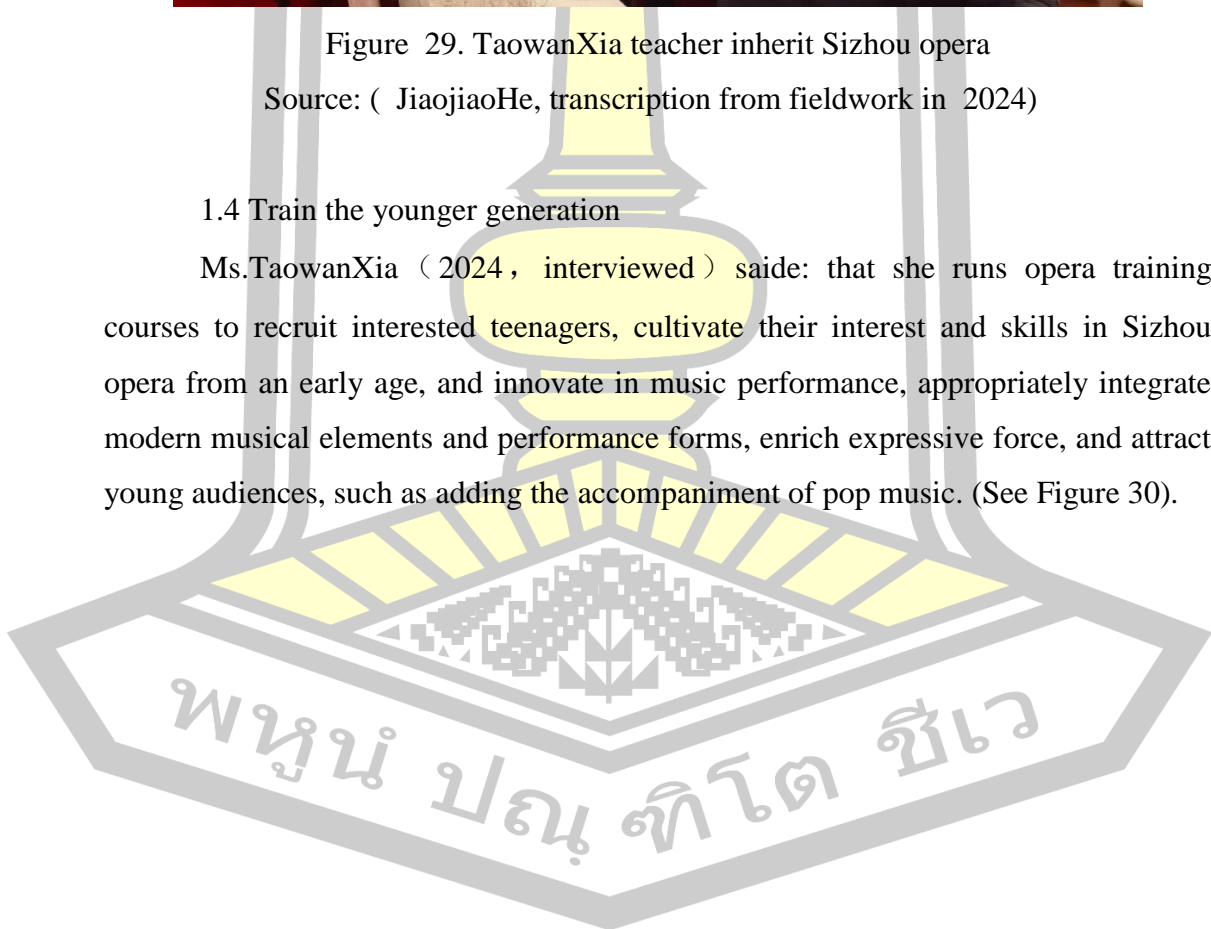 Figure 29. TaowanXia teacher inherit Sizhou opera
Source: ( JiaojiaoHe, transcription from fieldwork in 2024)
1.4 Train the younger generation
Ms.TaowanXia（2024，interviewed）saide: that she runs opera training
courses to recruit interested teenagers, cultivate their interest and skills in Sizhou
opera from an early age, and innovate in music performance, appropriately integrate
modern musical elements and performance forms, enrich expressive force, and attract
young audiences, such as adding the accompaniment of pop music. (See Figure 30).
พหูนํ ปณฺฑิโต ชีเว